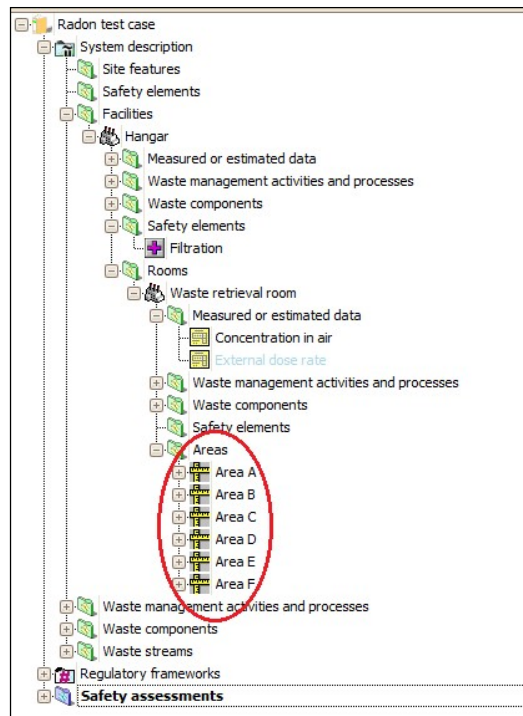 Radon test case
System description
Site features
Safety elements
Facilities
Hangar
Measured or estimated data
Waste management activities and processes
Waste components
Safety elements
Filtration
Rooms
Waste retrieval room
Measured or estimated data
Concentration in air
External dose rate
Waste management activities and processes
Waste components
Safety elements
Areas
Area A
Area B
Area C
Area D
Area E
Area F
Waste management activities and processes
Waste components
Waste streams
Regulatory frameworks
Safety assessments